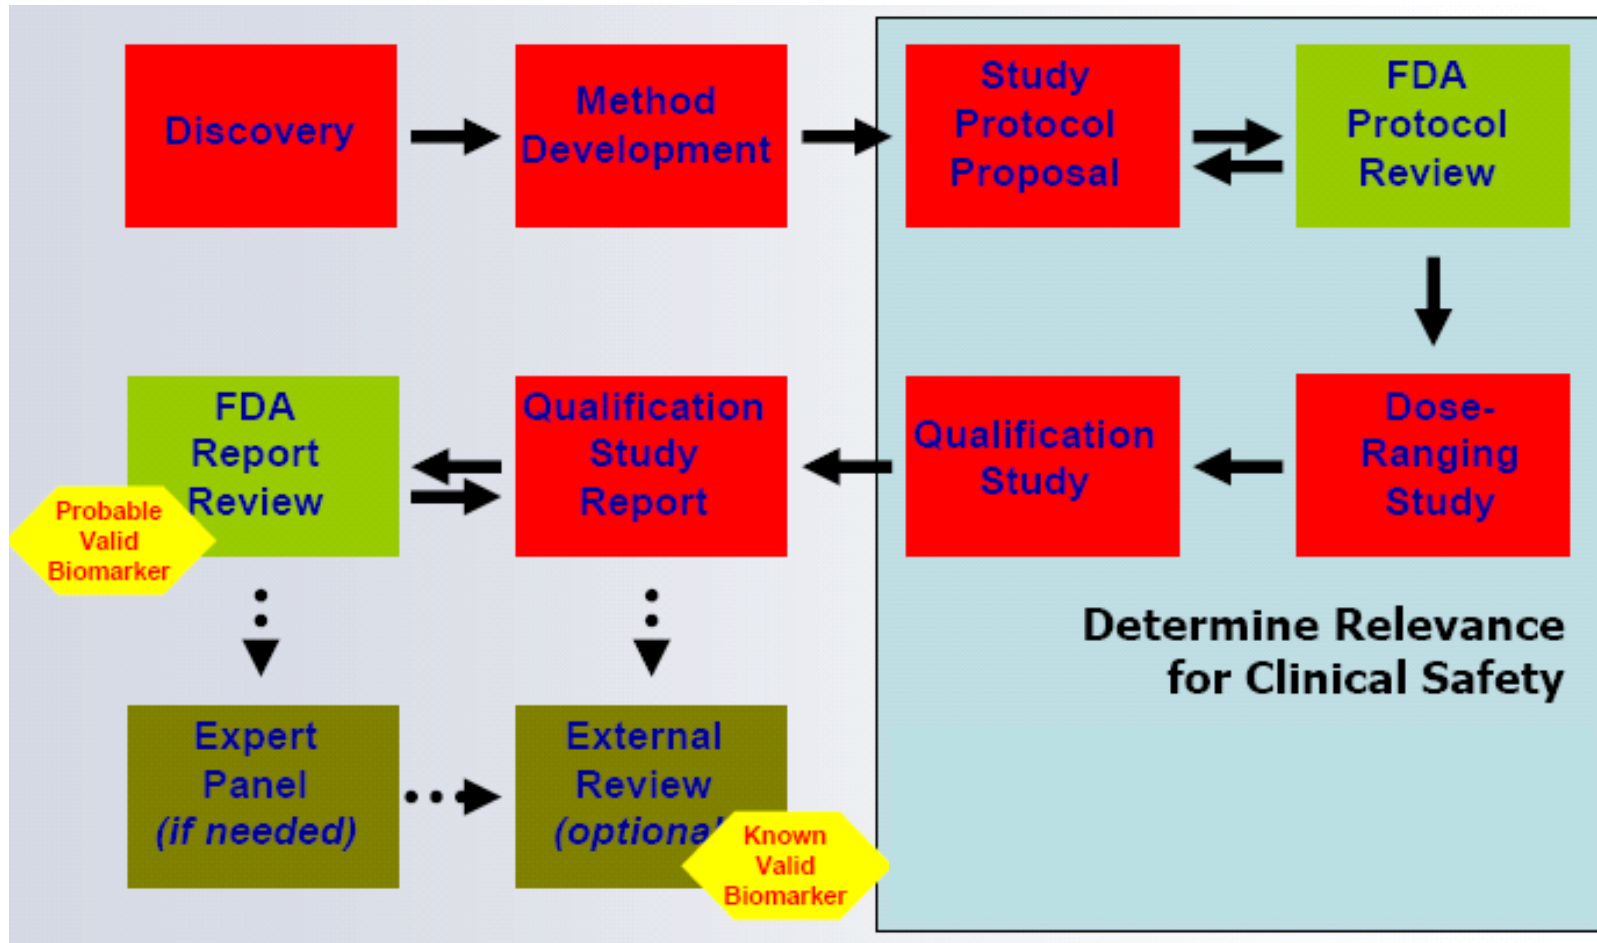 Discovery
Method
Development
Study
Protocol
Proposal
FDA
Protocol
Review
FDA
Report
Review
Probable
Valid
Biomarker
Qualification
Study
Report
Qualification
Study
Dose-
Ranging
Study
Determine Relevance
for Clinical Safety
Expert
Panel
(if needed)
External
Review
(optional
Known
Valid
Biomarker